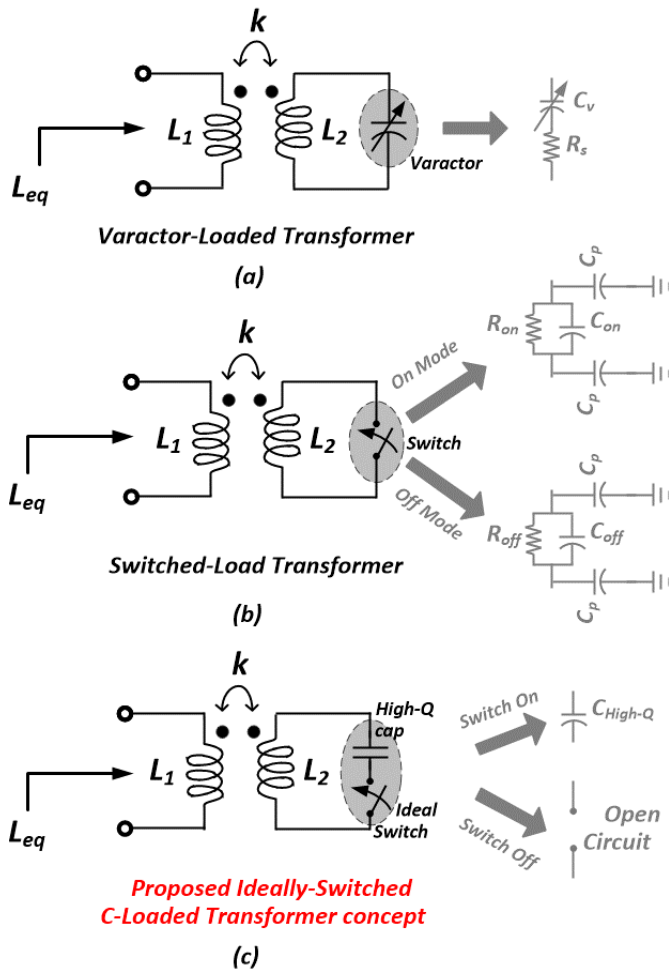 k
L1
L2
Leq
Varactor
Cv
Rs
Varactor-Loaded Transformer
(a)
k
L1
L2
Leq
Switch
On Mode
Off Mode
Cp
Ron
Con
Cp
Cp
Roff
Coff
Cp
Switched-Load Transformer
(b)
k
L1
L2
Leq
High-Q
cap
Ideal
Switch
Switch On
Switch Off
CHigh-Q
Open
Circuit
Proposed Ideally-Switched
C-Loaded Transformer concept
(c)